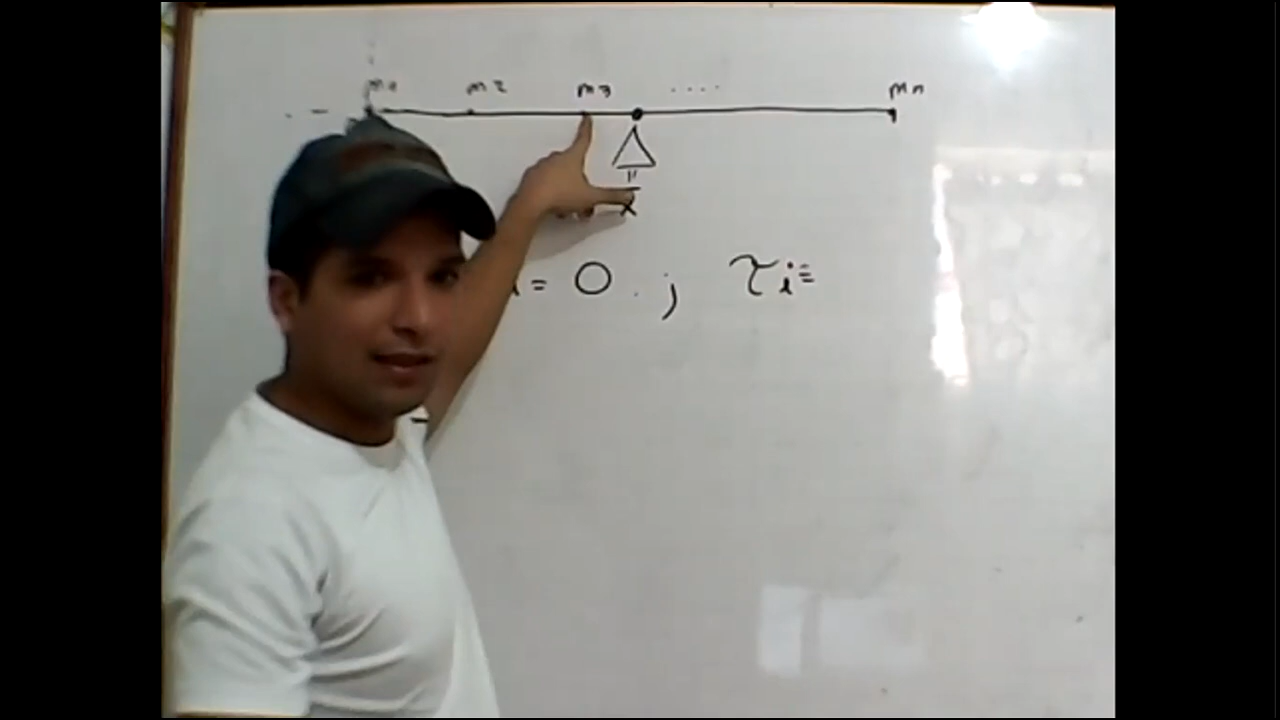 m1 m2 m3 .... mn
x̄
= 0 ; τi=